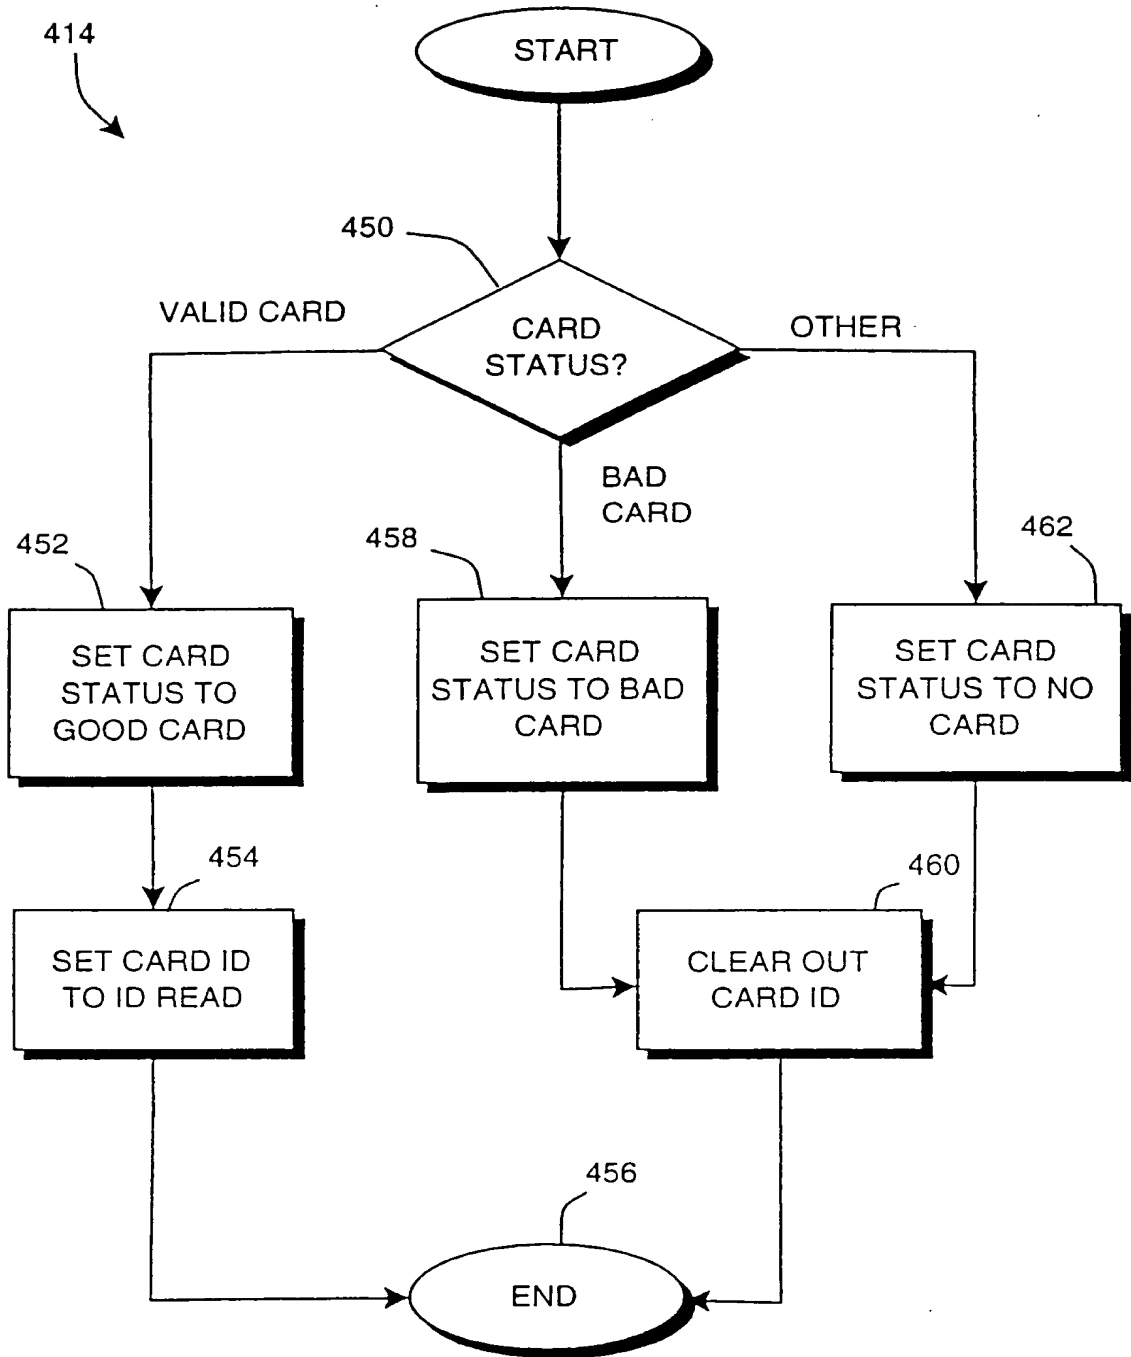 414
START
450
VALID CARD
CARD
STATUS?
OTHER
BAD
CARD
452
458
462
SET CARD
STATUS TO
GOOD CARD
SET CARD
STATUS TO BAD
CARD
SET CARD
STATUS TO NO
CARD
454
460
SET CARD ID
TO ID READ
CLEAR OUT
CARD ID
456
END